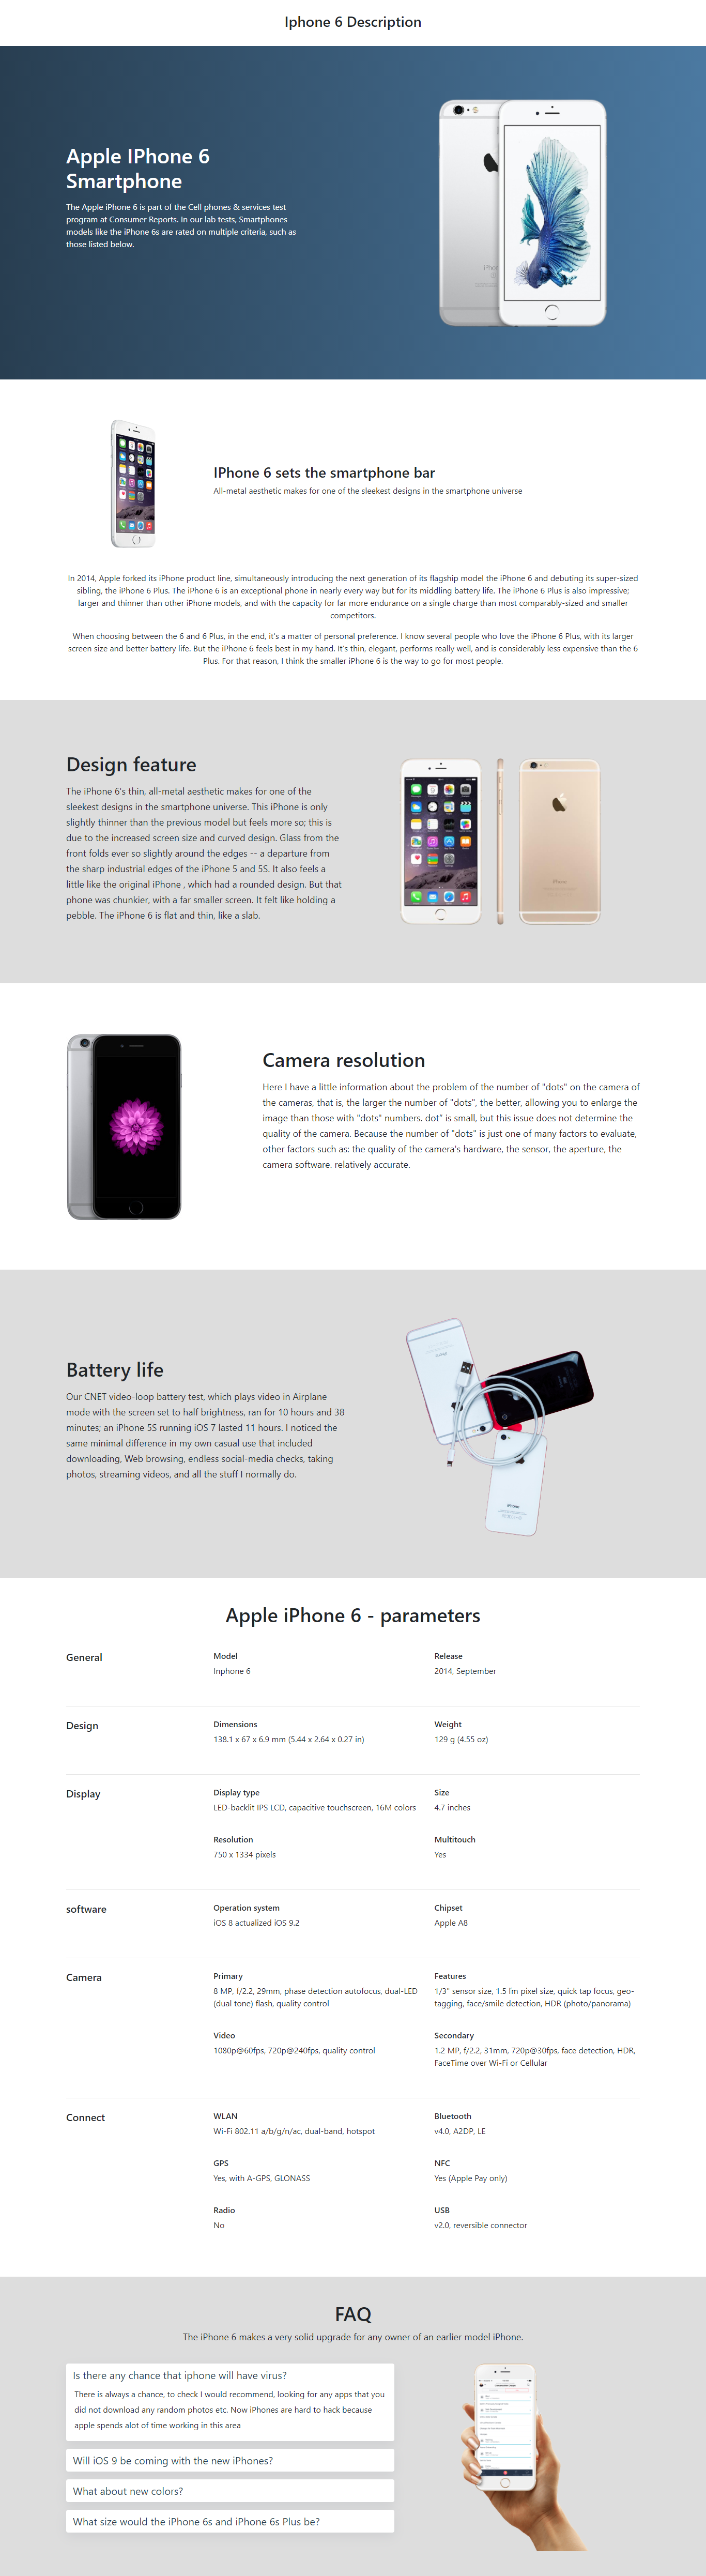 Iphone 6 Description
Apple IPhone 6
Smartphone
The Apple iPhone 6 is part of the Cell phones & services test
program at Consumer Reports. In our lab tests, Smartphones
models like the iPhone 6s are rated on multiple criteria, such as
those listed below.
IPhone 6 sets the smartphone bar
All-metal aesthetic makes for one of the sleekest designs in the smartphone universe
In 2014, Apple forked its iPhone product line, simultaneously introducing the next generation of its flagship model the iPhone 6 and debuting its super-sized
sibling, the iPhone 6 Plus. The iPhone 6 is an exceptional phone in nearly every way but for its middling battery life. The iPhone 6 Plus is also impressive;
larger and thinner than other iPhone models, and with the capacity for far more endurance on a single charge than most comparably-sized and smaller
competitors.
When choosing between the 6 and 6 Plus, in the end, it's a matter of personal preference. I know several people who love the iPhone 6 Plus, with its larger
screen size and better battery life. But the iPhone 6 feels best in my hand. It's thin, elegant, performs really well, and is considerably less expensive than the 6
Plus. For that reason, I think the smaller iPhone 6 is the way to go for most people.
Design feature
The iPhone 6's thin, all-metal aesthetic makes for one of the
sleekest designs in the smartphone universe. This iPhone is only
slightly thinner than the previous model but feels more so; this is
due to the increased screen size and curved design. Glass from the
front folds ever so slightly around the edges -- a departure from
the sharp industrial edges of the iPhone 5 and 5S. It also feels a
little like the original iPhone , which had a rounded design. But that
phone was chunkier, with a far smaller screen. It felt like holding a
pebble. The iPhone 6 is flat and thin, like a slab.
Camera resolution
Here I have a little information about the problem of the number of "dots" on the camera of
the cameras, that is, the larger the number of "dots", the better, allowing you to enlarge the
image than those with "dots" numbers. dot" is small, but this issue does not determine the
quality of the camera. Because the number of "dots" is just one of many factors to evaluate,
other factors such as: the quality of the camera's hardware, the sensor, the aperture, the
camera software. relatively accurate.
Battery life
Our CNET video-loop battery test, which plays video in Airplane
mode with the screen set to half brightness, ran for 10 hours and 38
minutes; an iPhone 5S running iOS 7 lasted 11 hours. I noticed the
same minimal difference in my own casual use that included
downloading, Web browsing, endless social-media checks, taking
photos, streaming videos, and all the stuff I normally do.
Apple iPhone 6 - parameters
General
Model
Release
Inphone 6
2014, September
Design
Dimensions
Weight
138.1 x 67 x 6.9 mm (5.44 x 2.64 x 0.27 in)
129 g (4.55 oz)
Display
Display type
Size
LED-backlit IPS LCD, capacitive touchscreen, 16M colors
4.7 inches
Resolution
Multitouch
750 x 1334 pixels
Yes
software
Operation system
Chipset
iOS 8 actualized iOS 9.2
Apple A8
Camera
Primary
Features
8 MP, f/2.2, 29mm, phase detection autofocus, dual-LED
(dual tone) flash, quality control
1/3" sensor size, 1.5 Îm pixel size, quick tap focus, geo-
tagging, face/smile detection, HDR (photo/panorama)
Video
Secondary
1080p@60fps, 720p@240fps, quality control
1.2 MP, f/2.2, 31mm, 720p@30fps, face detection, HDR,
FaceTime over Wi-Fi or Cellular
Connect
WLAN
Bluetooth
Wi-Fi 802.11 a/b/g/n/ac, dual-band, hotspot
v4.0, A2DP, LE
GPS
NFC
Yes, with A-GPS, GLONASS
Yes (Apple Pay only)
Radio
USB
No
v2.0, reversible connector
FAQ
The iPhone 6 makes a very solid upgrade for any owner of an earlier model iPhone.
Is there any chance that iphone will have virus?
There is always a chance, to check I would recommend, looking for any apps that you
did not download any random photos etc. Now iPhones are hard to hack because
apple spends alot of time working in this area
Will iOS 9 be coming with the new iPhones?
What about new colors?
What size would the iPhone 6s and iPhone 6s Plus be?